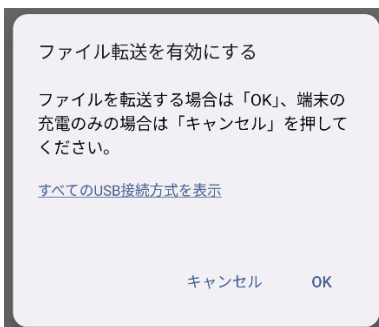 ファイル転送を有効にする
ファイルを転送する場合は「OK」、端末の
充電のみの場合は「キャンセル」を押して
ください。
すべてのUSB接続方式を表示
キャンセル OK